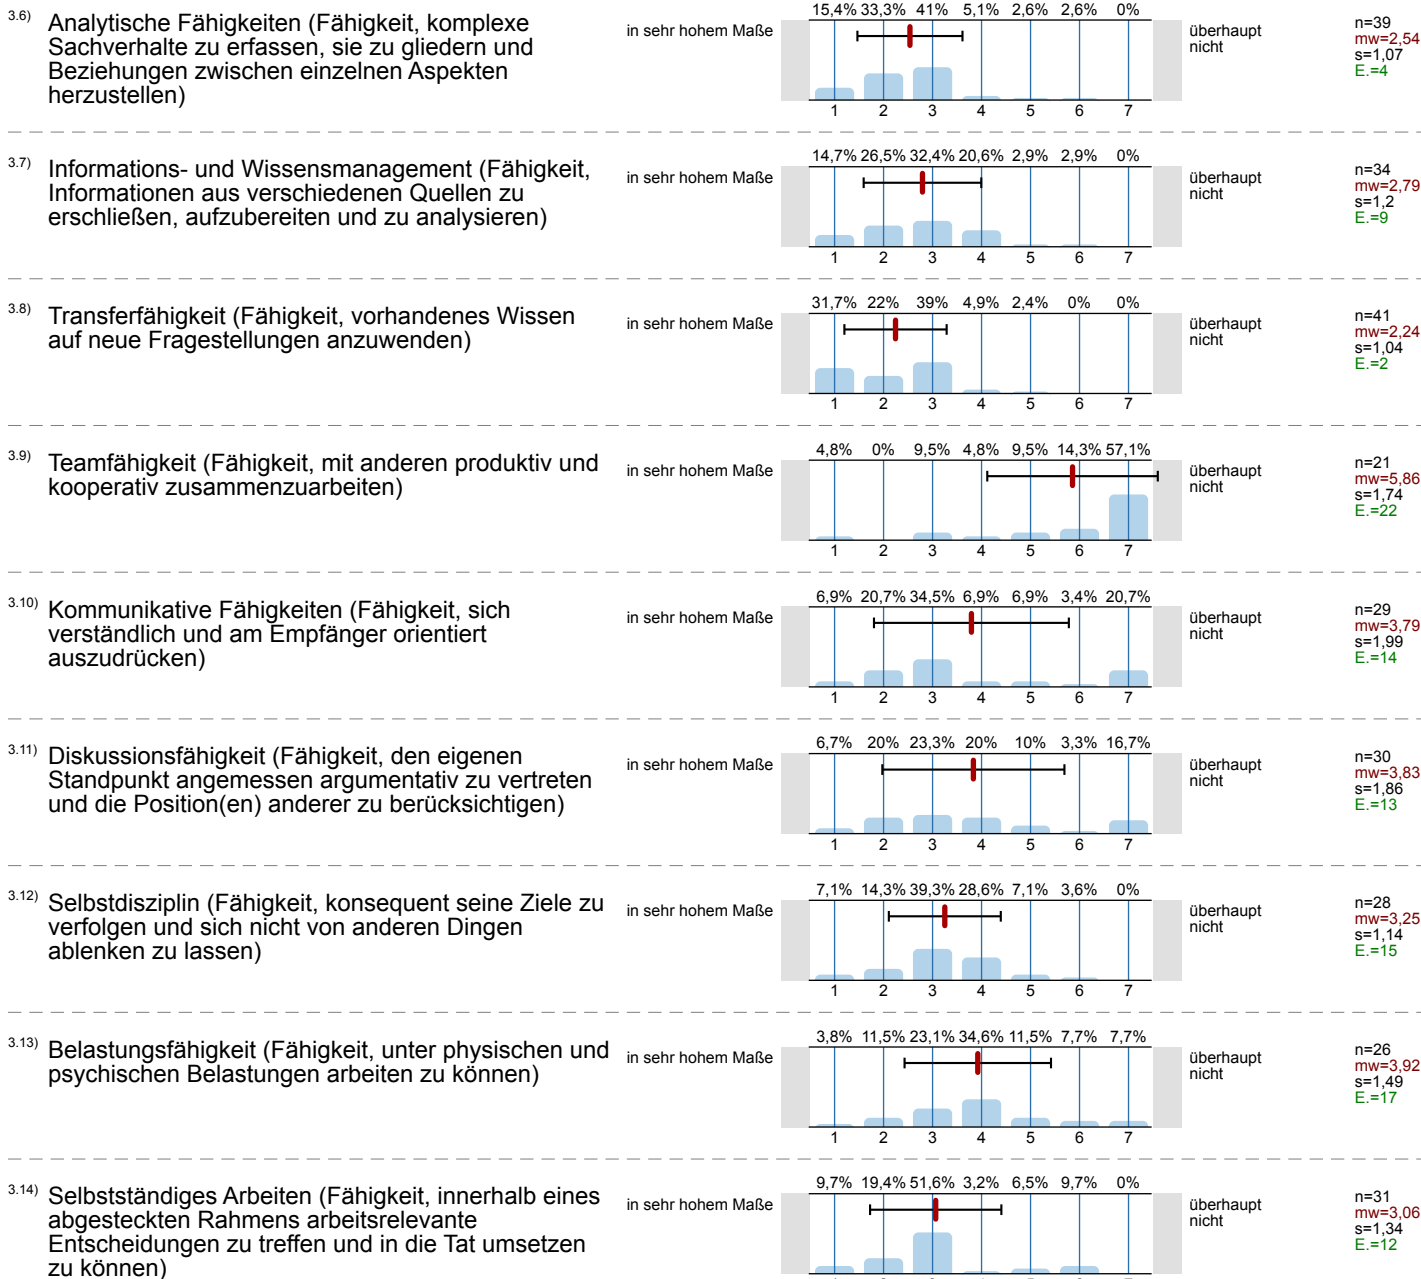 3.6) Analytische Fähigkeiten (Fähigkeit, komplexe
Sachverhalte zu erfassen, sie zu gliedern und
Beziehungen zwischen einzelnen Aspekten
herzustellen)
in sehr hohem Maße
15,4% 33,3% 41% 5,1% 2,6% 2,6% 0%
1 2 3 4 5 6 7
überhaupt
nicht
n=39
mw=2,54
s=1,07
E.=4
3.7) Informations- und Wissensmanagement (Fähigkeit,
Informationen aus verschiedenen Quellen zu
erschließen, aufzubereiten und zu analysieren)
in sehr hohem Maße
14,7% 26,5% 32,4% 20,6% 2,9% 2,9% 0%
1 2 3 4 5 6 7
überhaupt
nicht
n=34
mw=2,79
s=1,2
E.=9
3.8) Transferfähigkeit (Fähigkeit, vorhandenes Wissen
auf neue Fragestellungen anzuwenden)
in sehr hohem Maße
31,7% 22% 39% 4,9% 2,4% 0% 0%
1 2 3 4 5 6 7
überhaupt
nicht
n=41
mw=2,24
s=1,04
E.=2
3.9) Teamfähigkeit (Fähigkeit, mit anderen produktiv und
kooperativ zusammenzuarbeiten)
in sehr hohem Maße
4,8% 0% 9,5% 4,8% 9,5% 14,3% 57,1%
1 2 3 4 5 6 7
überhaupt
nicht
n=21
mw=5,86
s=1,74
E.=22
3.10) Kommunikative Fähigkeiten (Fähigkeit, sich
verständlich und am Empfänger orientiert
auszudrücken)
in sehr hohem Maße
6,9% 20,7% 34,5% 6,9% 6,9% 3,4% 20,7%
1 2 3 4 5 6 7
überhaupt
nicht
n=29
mw=3,79
s=1,99
E.=14
3.11) Diskussionsfähigkeit (Fähigkeit, den eigenen
Standpunkt angemessen argumentativ zu vertreten
und die Position(en) anderer zu berücksichtigen)
in sehr hohem Maße
6,7% 20% 23,3% 20% 10% 3,3% 16,7%
1 2 3 4 5 6 7
überhaupt
nicht
n=30
mw=3,83
s=1,86
E.=13
3.12) Selbstdisziplin (Fähigkeit, konsequent seine Ziele zu
verfolgen und sich nicht von anderen Dingen
ablenken zu lassen)
in sehr hohem Maße
7,1% 14,3% 39,3% 28,6% 7,1% 3,6% 0%
1 2 3 4 5 6 7
überhaupt
nicht
n=28
mw=3,25
s=1,14
E.=15
3.13) Belastungsfähigkeit (Fähigkeit, unter physischen und
psychischen Belastungen arbeiten zu können)
in sehr hohem Maße
3,8% 11,5% 23,1% 34,6% 11,5% 7,7% 7,7%
1 2 3 4 5 6 7
überhaupt
nicht
n=26
mw=3,92
s=1,49
E.=17
3.14) Selbstständiges Arbeiten (Fähigkeit, innerhalb eines
abgesteckten Rahmens arbeitsrelevante
Entscheidungen zu treffen und in die Tat umsetzen
zu können)
in sehr hohem Maße
9,7% 19,4% 51,6% 3,2% 6,5% 9,7% 0%
überhaupt
nicht
n=31
mw=3,06
s=1,34
E.=12